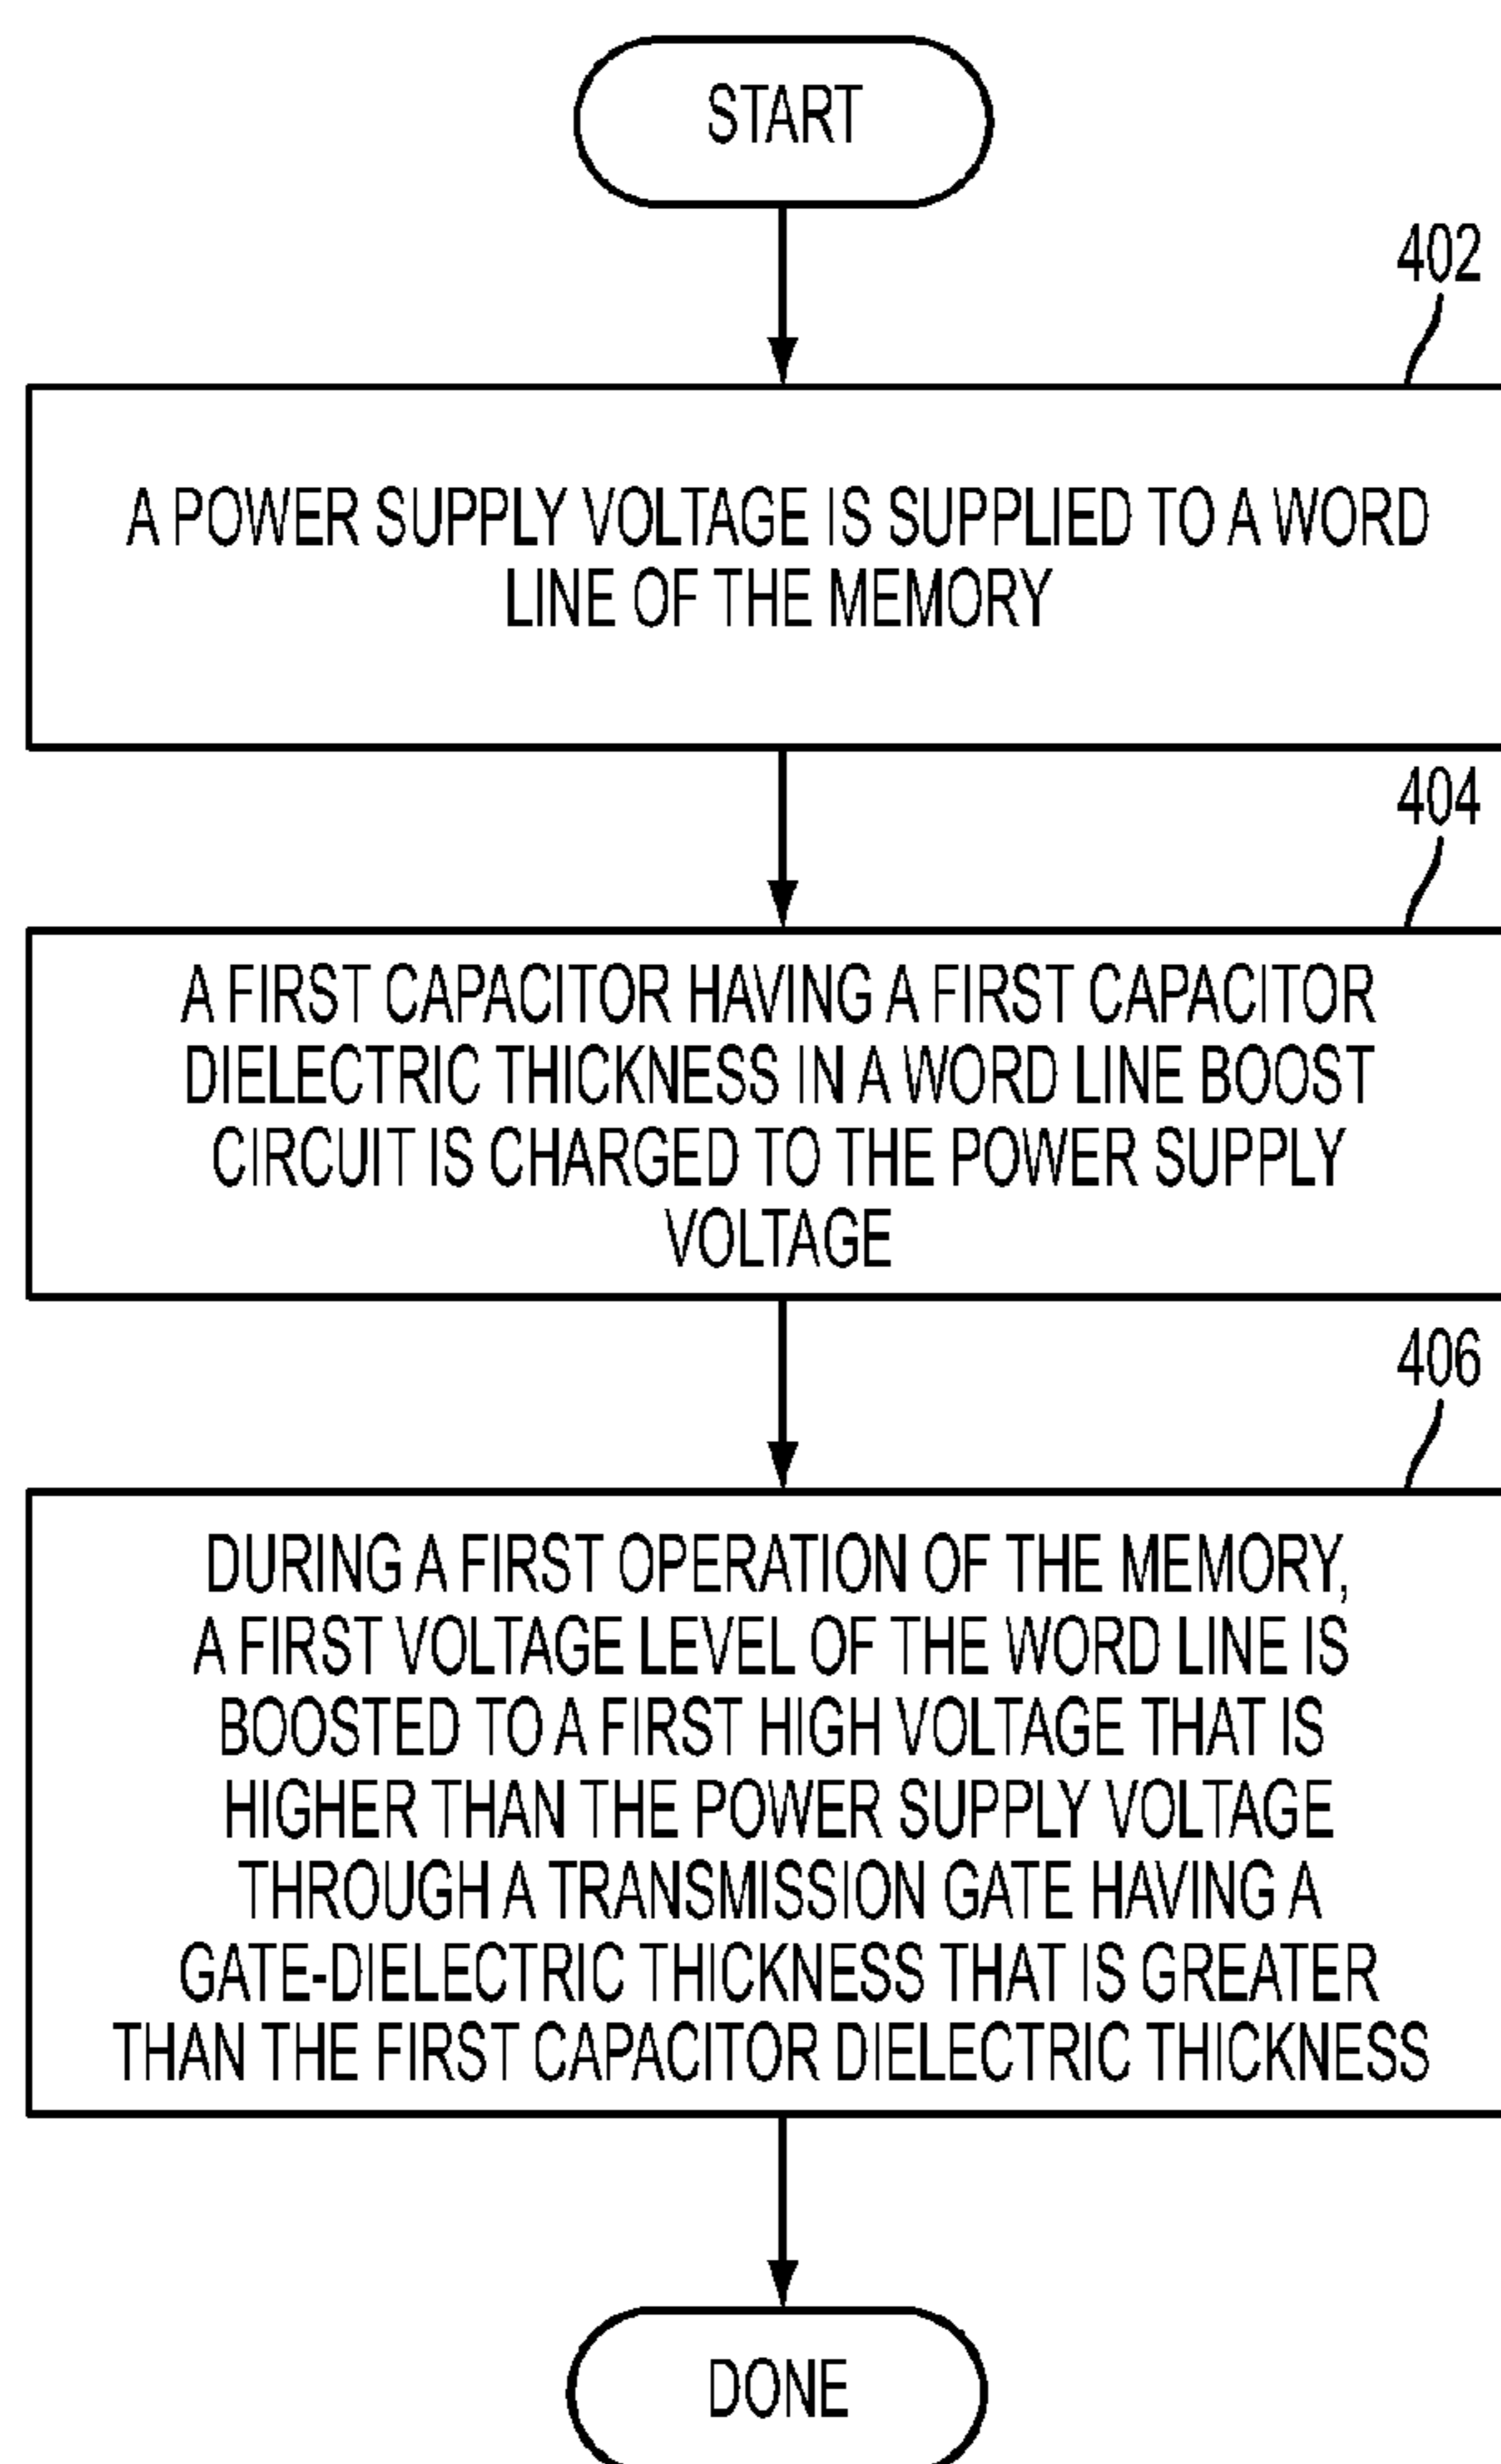 START
402
A POWER SUPPLY VOLTAGE IS SUPPLIED TO A WORD
LINE OF THE MEMORY
404
A FIRST CAPACITOR HAVING A FIRST CAPACITOR
DIELECTRIC THICKNESS IN A WORD LINE BOOST
CIRCUIT IS CHARGED TO THE POWER SUPPLY
VOLTAGE
406
DURING A FIRST OPERATION OF THE MEMORY,
A FIRST VOLTAGE LEVEL OF THE WORD LINE IS
BOOSTED TO A FIRST HIGH VOLTAGE THAT IS
HIGHER THAN THE POWER SUPPLY VOLTAGE
THROUGH A TRANSMISSION GATE HAVING A
GATE-DIELECTRIC THICKNESS THAT IS GREATER
THAN THE FIRST CAPACITOR DIELECTRIC THICKNESS
DONE